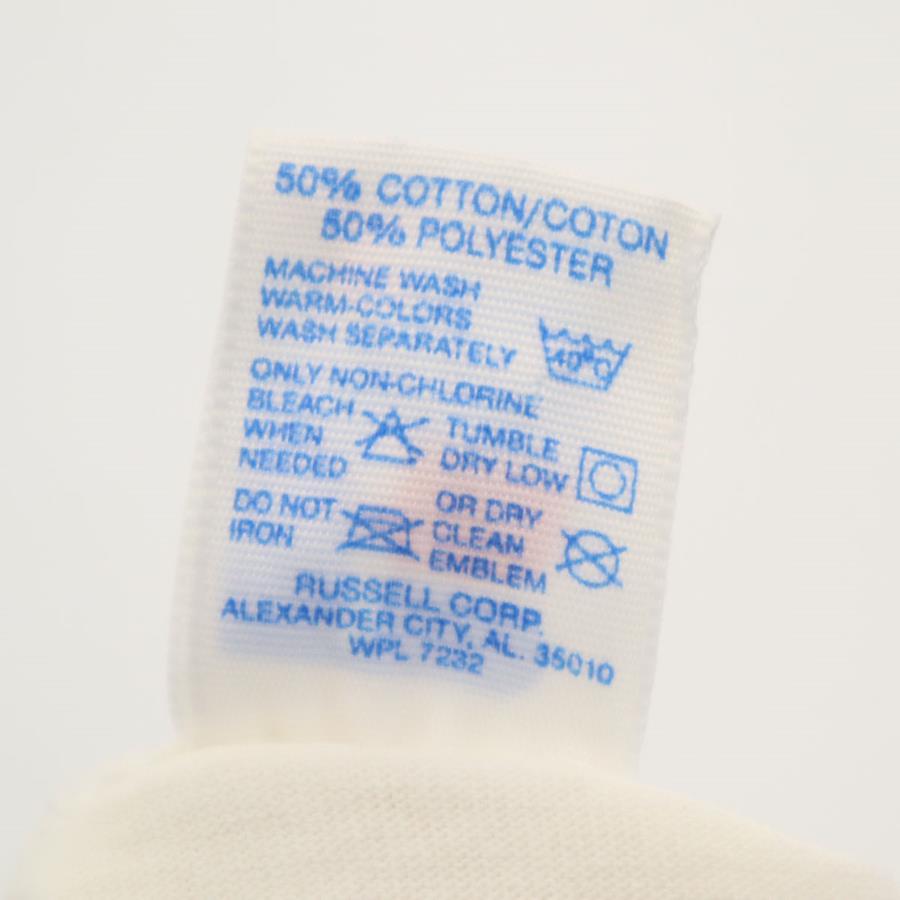 50% COTTON/COTON
50% POLYESTER
MACHINE WASH
WARM-COLORS
WASH SEPARATELY
40°C
ONLY NON-CHLORINE
BLEACH
WHEN
NEEDED
TUMBLE
DRY LOW
DO NOT
IRON
OR DRY
CLEAN
EMBLEM
RUSSELL CORP.
ALEXANDER CITY, AL. 35010
WPL 7232